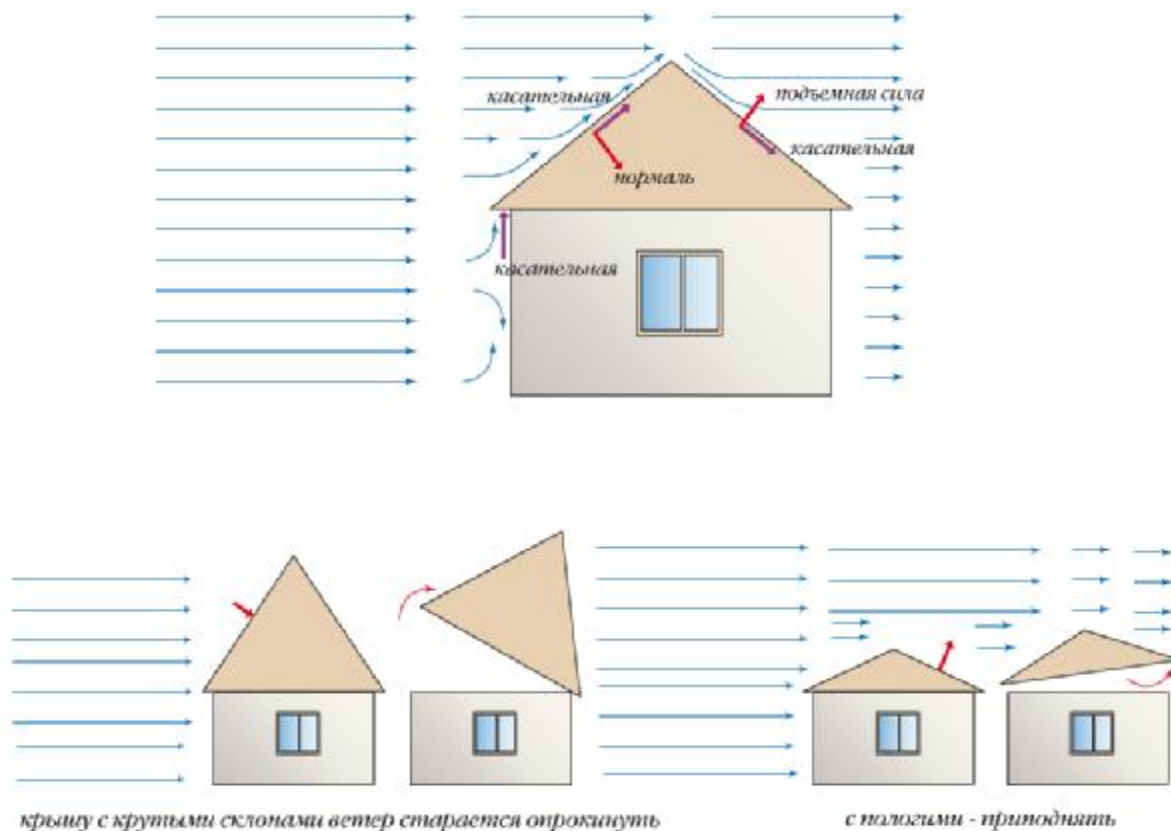 касательная
подъемная сила
касательная
нормаль
касательная
крышу с крутыми склонами ветер старается опрокинуть
с пологими - приподнять